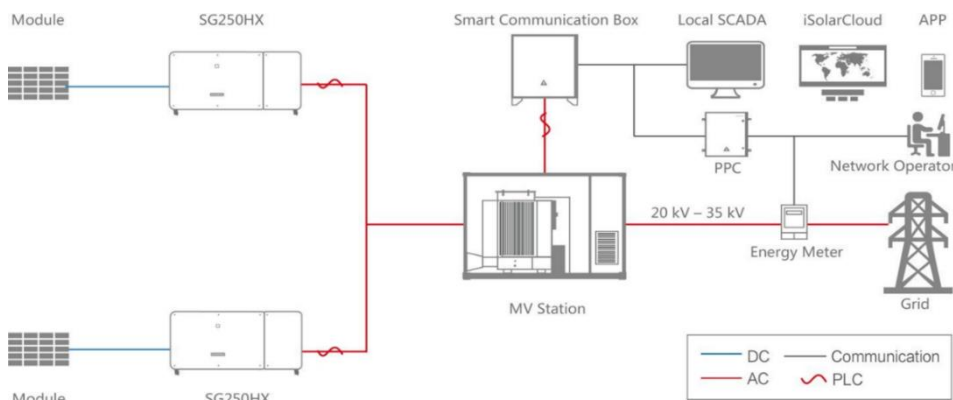 Module
SG250HX
Smart Communication Box
Local SCADA
iSolarCloud
APP
PPC
Network Operator
20 kV – 35 kV
Energy Meter
MV Station
Grid
DC
Communication
AC
PLC
Module
SG250HX